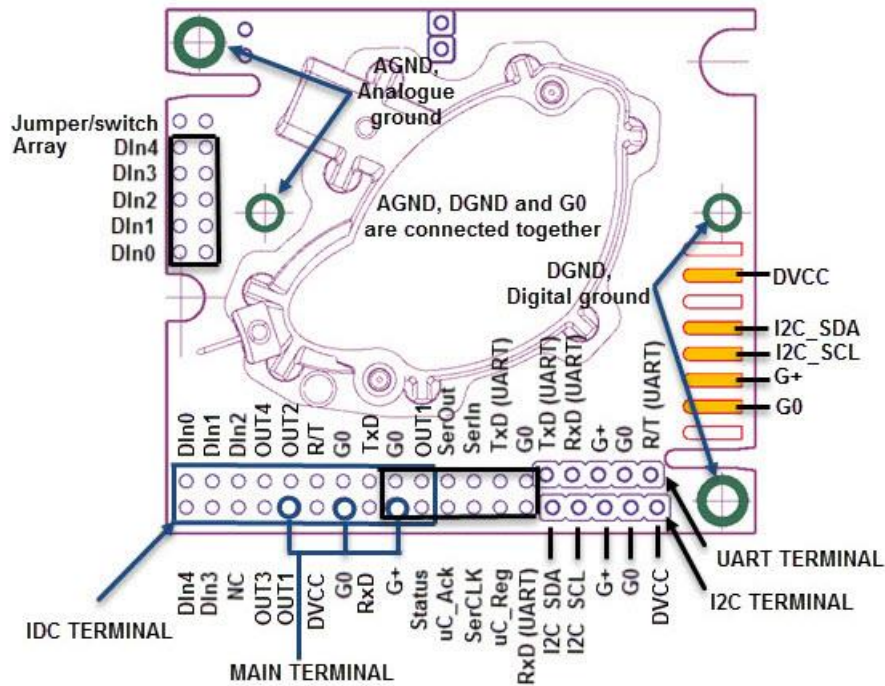 AGND,
Analogue
ground
Jumper/switch
Array
DIn4
DIn3
DIn2
DIn1
DIn0
AGND, DGND and G0
are connected together
DGND,
Digital ground
DVCC
I2C_SDA
I2C_SCL
G+
G0
DIn0
DIn1
DIn2
OUT4
OUT2
R/T
G0
TxD
G0
OUT1
SerOut
SerIn
TxD (UART)
G0
TxD (UART)
RxD (UART)
G+
G0
R/T (UART)
DIn4
DIn3
NC
OUT3
OUT1
DVCC
G0
RxD
G+
Status
uC_Ack
SerCLK
uC_Reg
RxD (UART)
I2C SDA
I2C SCL
G+
G0
DVCC
UART TERMINAL
I2C TERMINAL
IDC TERMINAL
MAIN TERMINAL